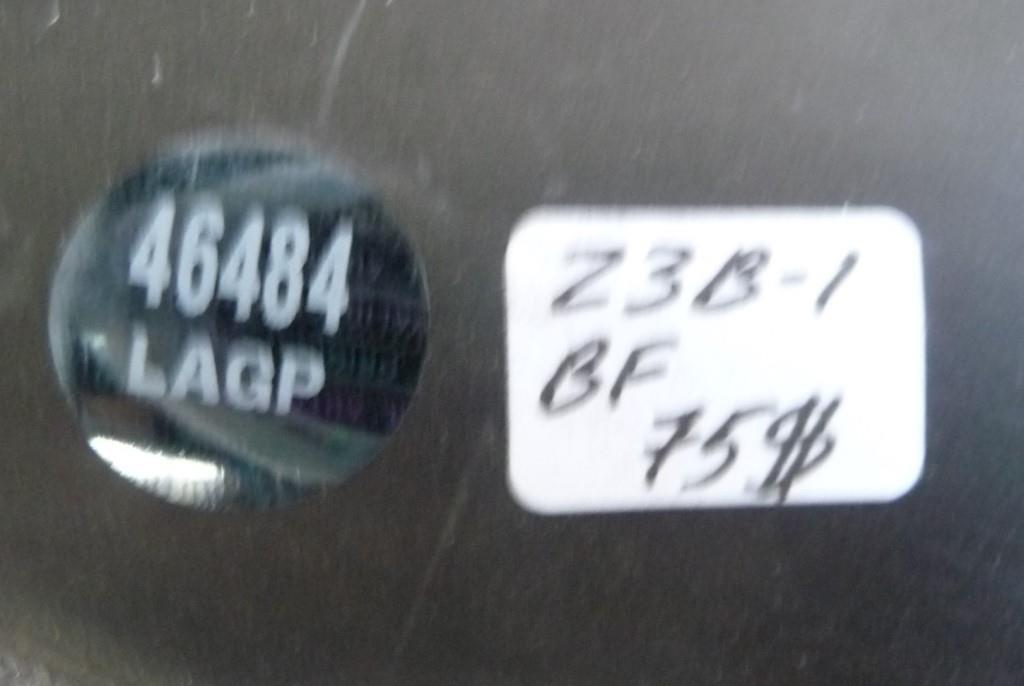 46484
LAGP
Z3B-1
BF
75$